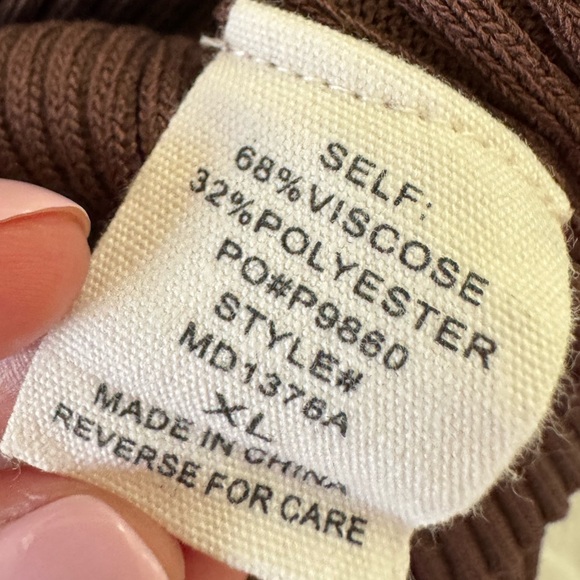 SELF:
68%VISCOSE
32%POLYESTER
PO#P9860
STYLE#
MD1376A
XL
MADE IN CHINA
REVERSE FOR CARE